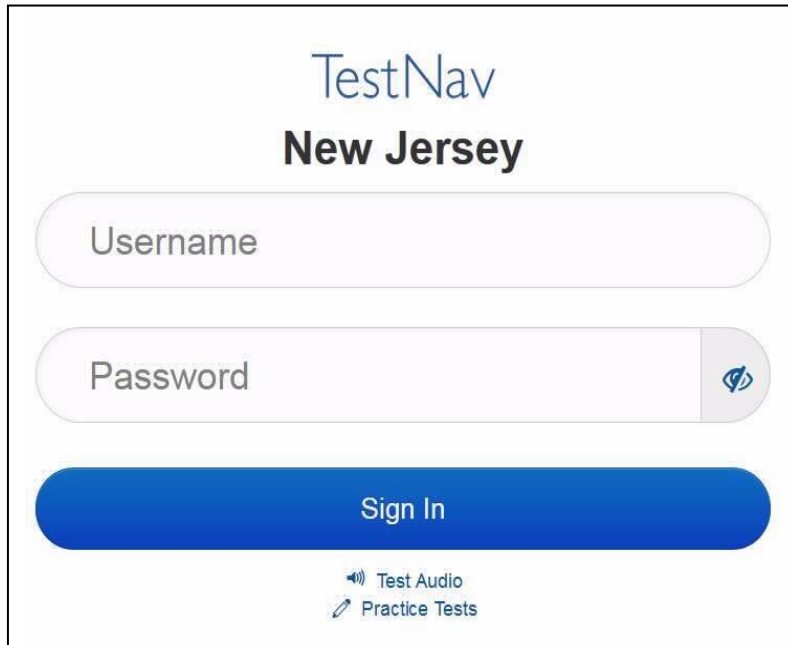 TestNav
New Jersey
Username
Password
Sign In
Test Audio
Practice Tests